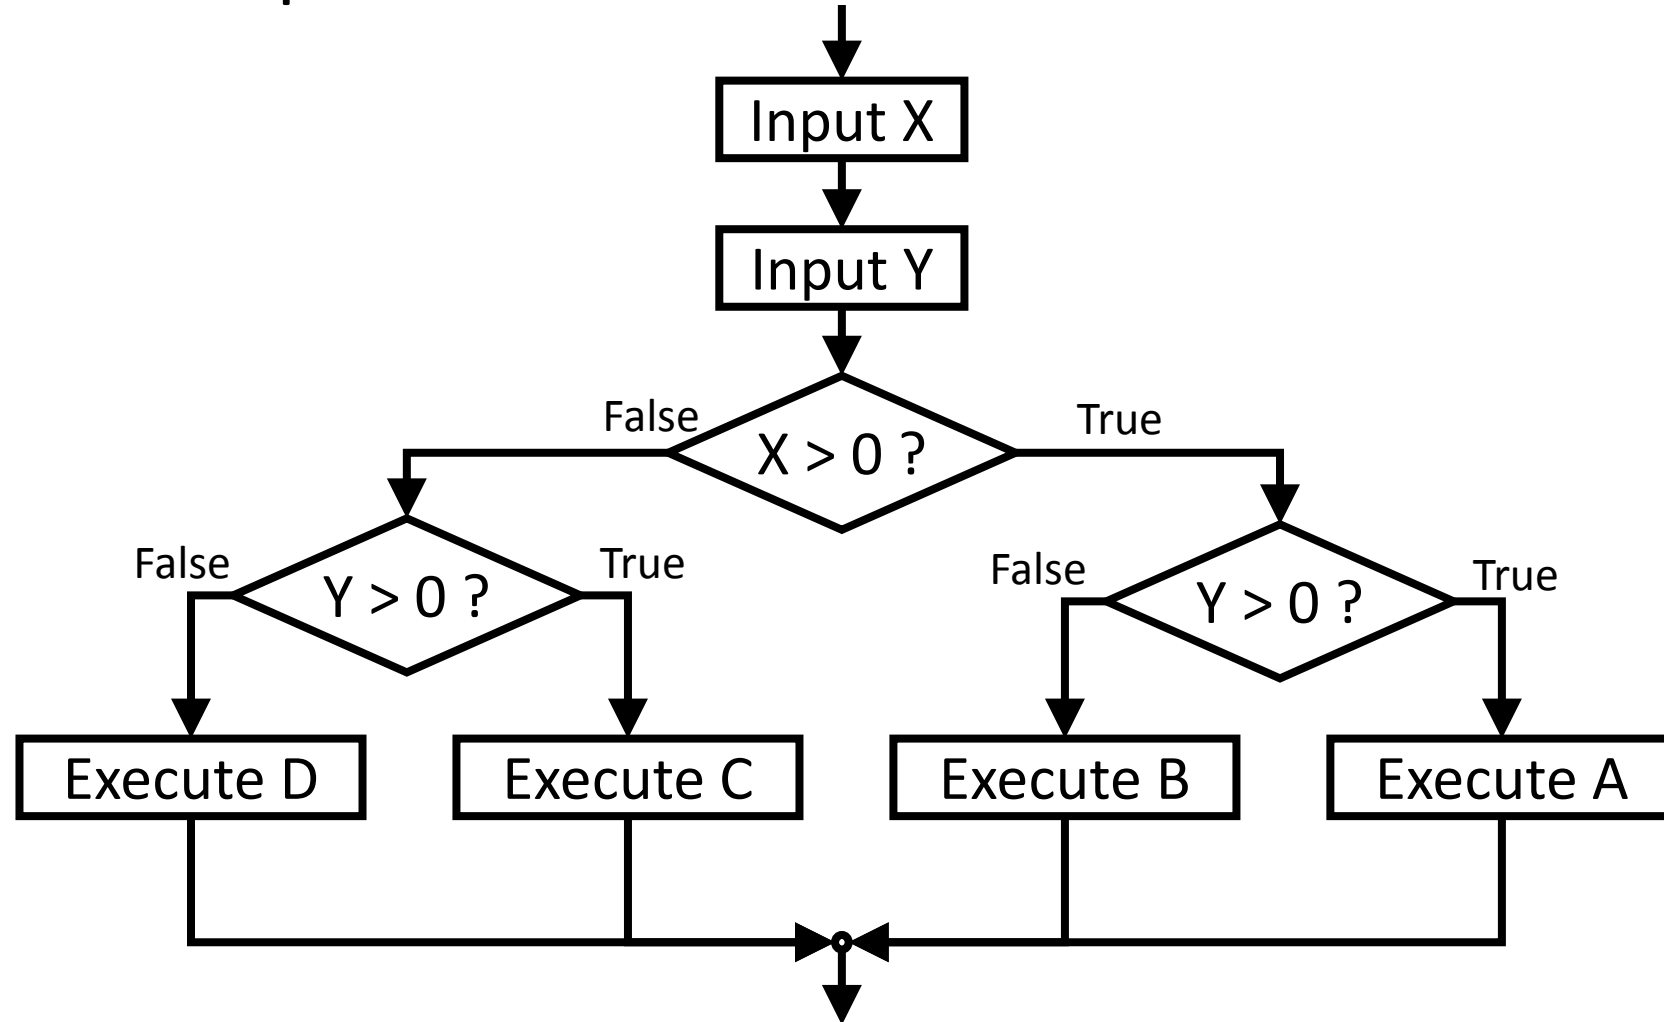 Input X
Input Y
False
True
X > 0 ?
False
True
False
True
Y > 0 ?
Y > 0 ?
Execute D
Execute C
Execute B
Execute A